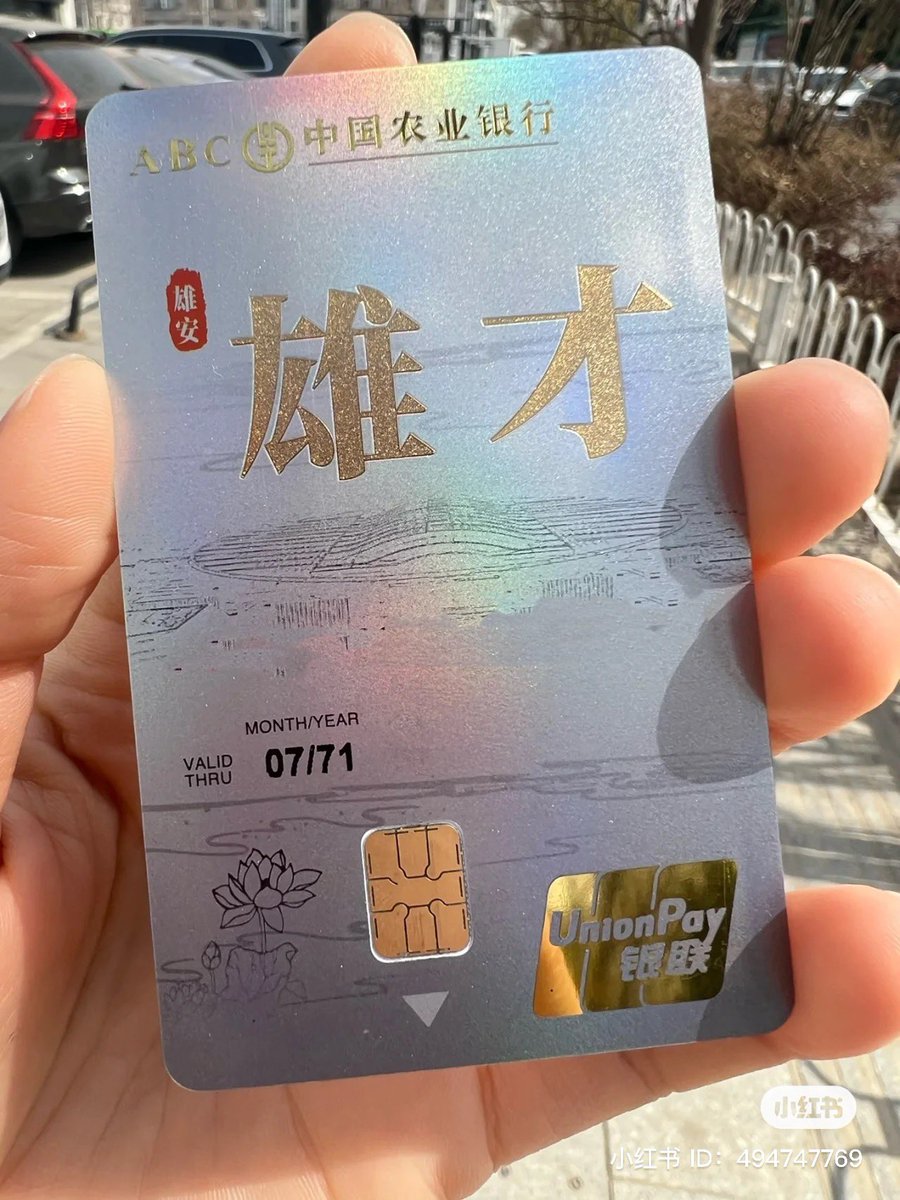 ABC 中国农业银行
雄安
雄才
MONTH/YEAR
VALID THRU 07/71
UnionPay
银联
小红书
小红书 ID: 494747769